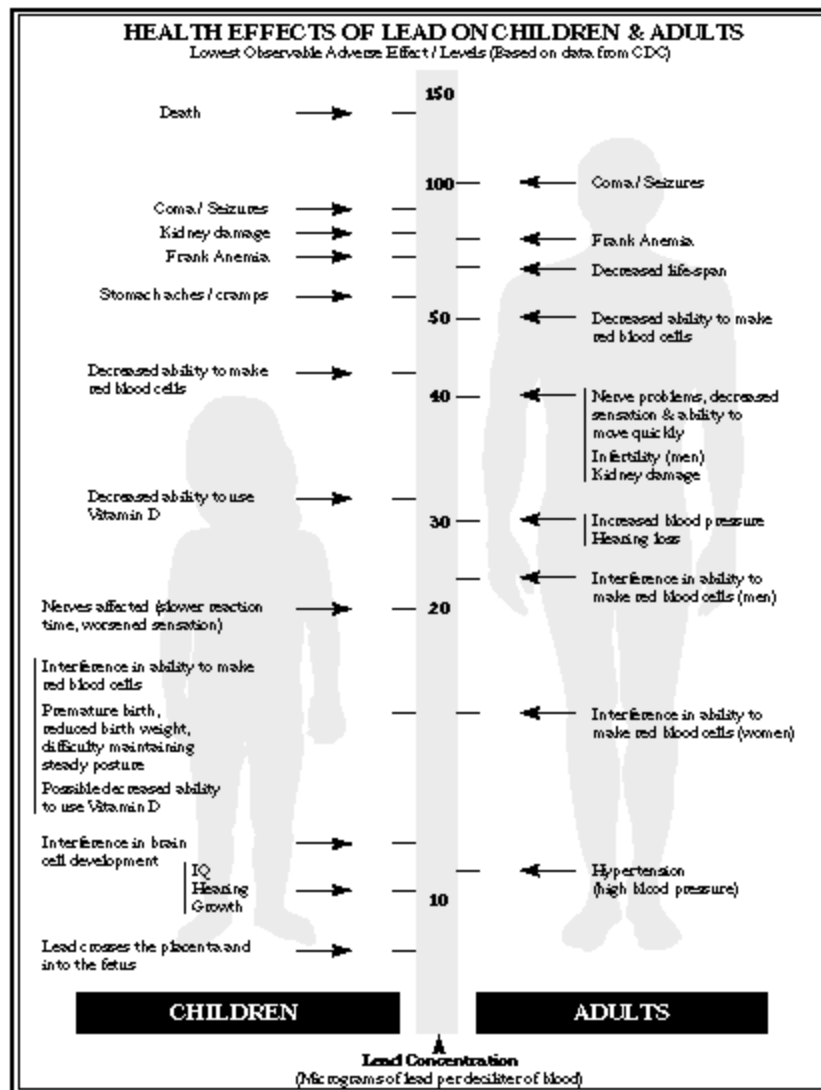 HEALTH EFFECTS OF LEAD ON CHILDREN & ADULTS
Lowest Observable Adverse Effect / Levels (Based on data from CDC)
150
100
50
40
30
20
10
Death
Coma / Seizures
Kidney damage
Frank Anemia
Stomach aches / cramps
Decreased ability to make
red blood cells
Decreased ability to use
Vitamin D
Nerves affected (slower reaction
time, worsened sensation)
Interference in ability to make
red blood cells
Premature birth,
reduced birth weight,
difficulty maintaining
steady posture
Possible decreased ability
to use Vitamin D
Interference in brain
cell development
IQ
Hearing
Growth
Lead crosses the placenta and
into the fetus
CHILDREN
Coma / Seizures
Frank Anemia
Decreased life-span
Decreased ability to make
red blood cells
Nerve problems, decreased
sensation & ability to
move quickly
Infertility (men)
Kidney damage
Increased blood pressure
Hearing loss
Interference in ability to
make red blood cells (men)
Interference in ability to
make red blood cells (women)
Hypertension
(high blood pressure)
ADULTS
Lead Concentration
(Micrograms of lead per deciliter of blood)